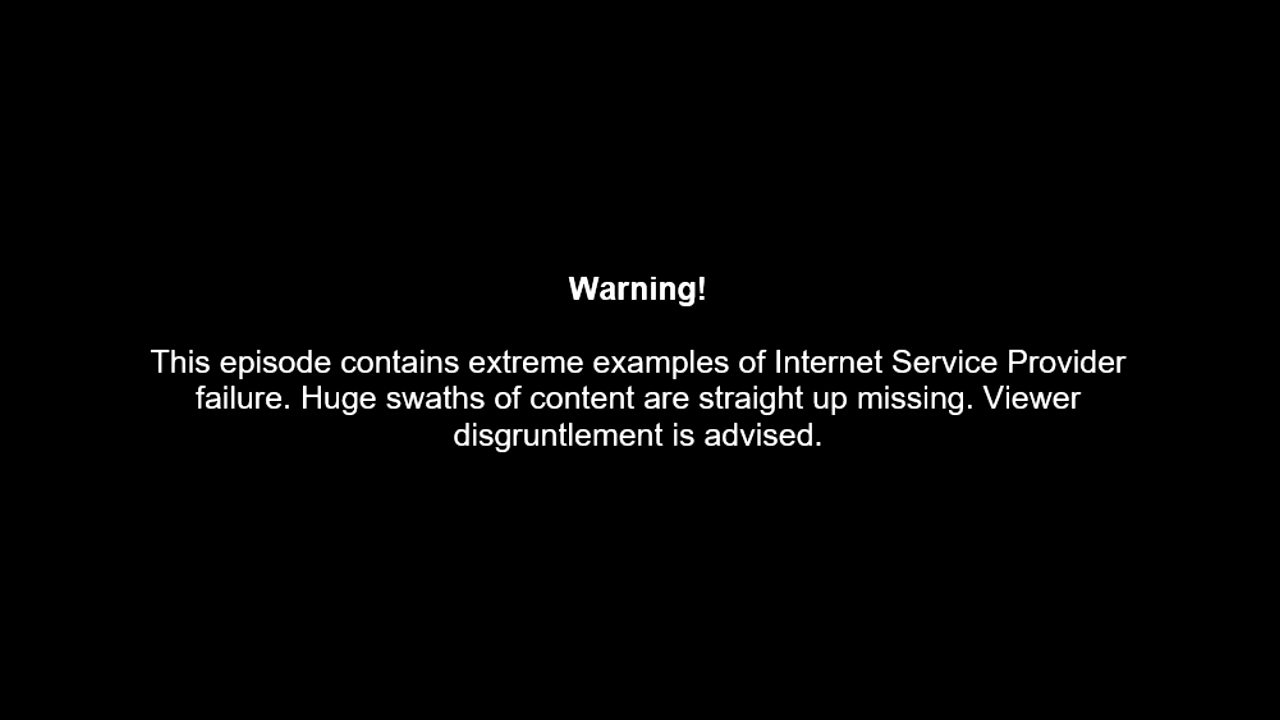 Warning!
This episode contains extreme examples of Internet Service Provider
failure. Huge swaths of content are straight up missing. Viewer
disgruntlement is advised.